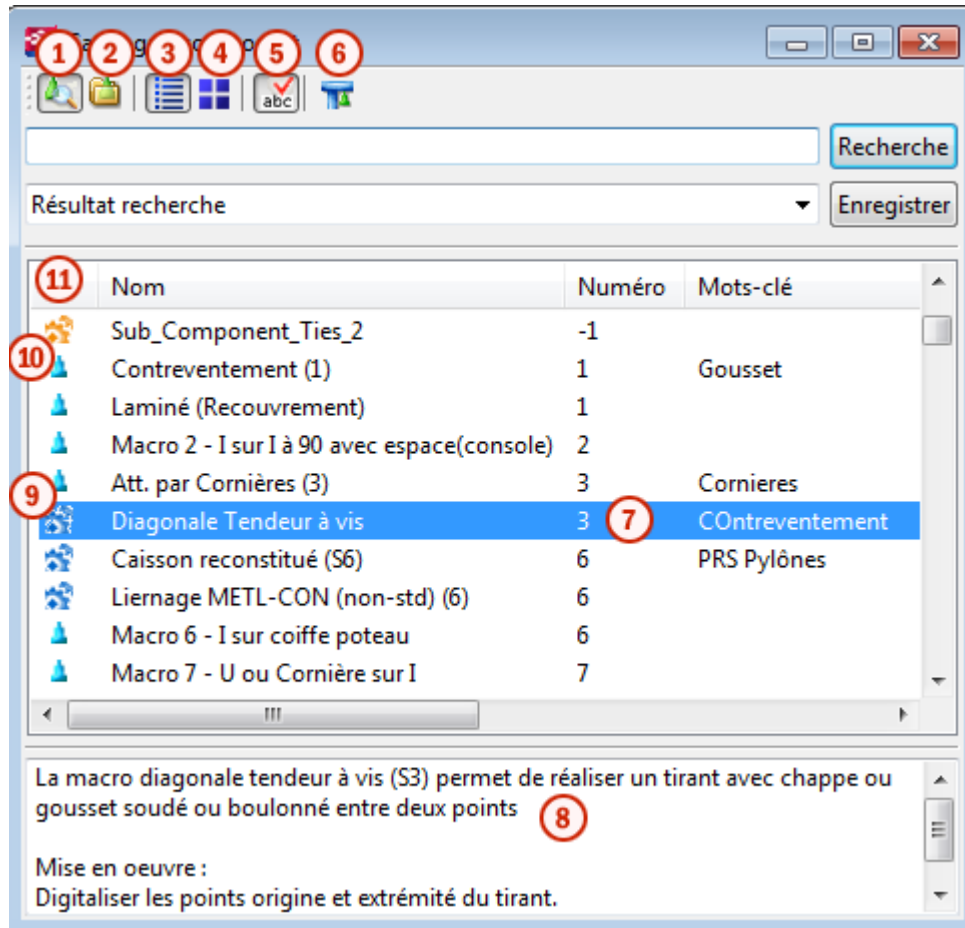 1 2 3 4 5 6
abc
Recherche
Résultat recherche Enregistrer
11 Nom Numéro Mots-clé
Sub_Component_Ties_2 -1
10 Contreventement (1) 1 Gousset
Laminé (Recouvrement) 1
Macro 2 - I sur I à 90 avec espace(console) 2
9 Att. par Cornières (3) 3 Cornieres
Diagonale Tendeur à vis 3 7 COntreventement
Caisson reconstitué (S6) 6 PRS Pylônes
Liernage METL-CON (non-std) (6) 6
Macro 6 - I sur coiffe poteau 6
Macro 7 - U ou Cornière sur I 7
La macro diagonale tendeur à vis (S3) permet de réaliser un tirant avec chappe ou
gousset soudé ou boulonné entre deux points 8
Mise en oeuvre :
Digitaliser les points origine et extrémité du tirant.